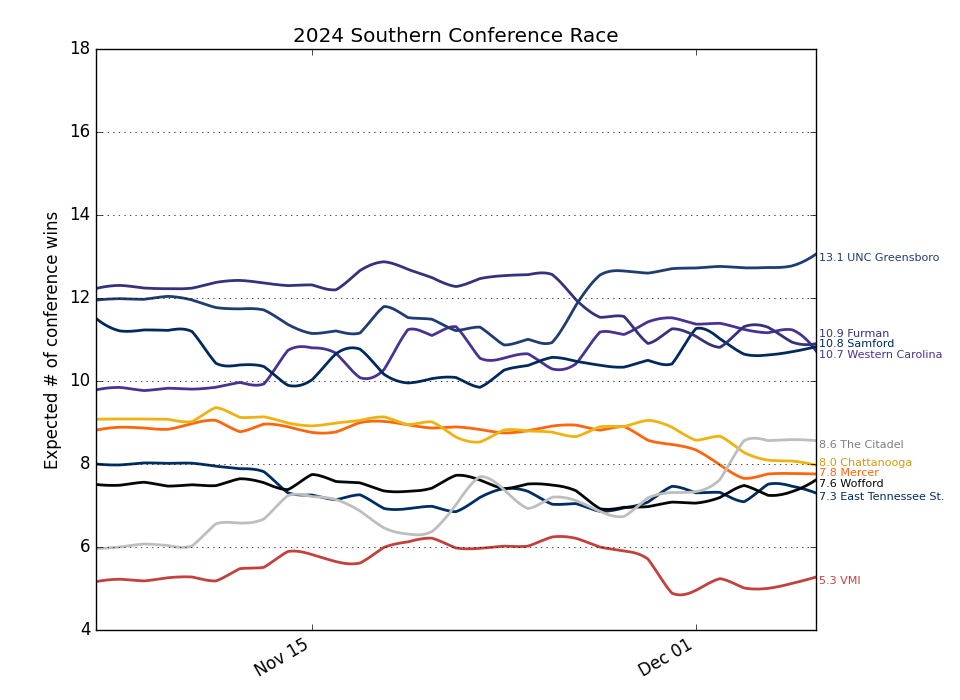 2024 Southern Conference Race
Expected # of conference wins
18
16
14
12
10
8
6
4
Nov 15
Dec 01
13.1 UNC Greensboro
10.9 Furman
10.8 Samford
10.7 Western Carolina
8.6 The Citadel
8.0 Chattanooga
7.8 Mercer
7.6 Wofford
7.3 East Tennessee St.
5.3 VMI